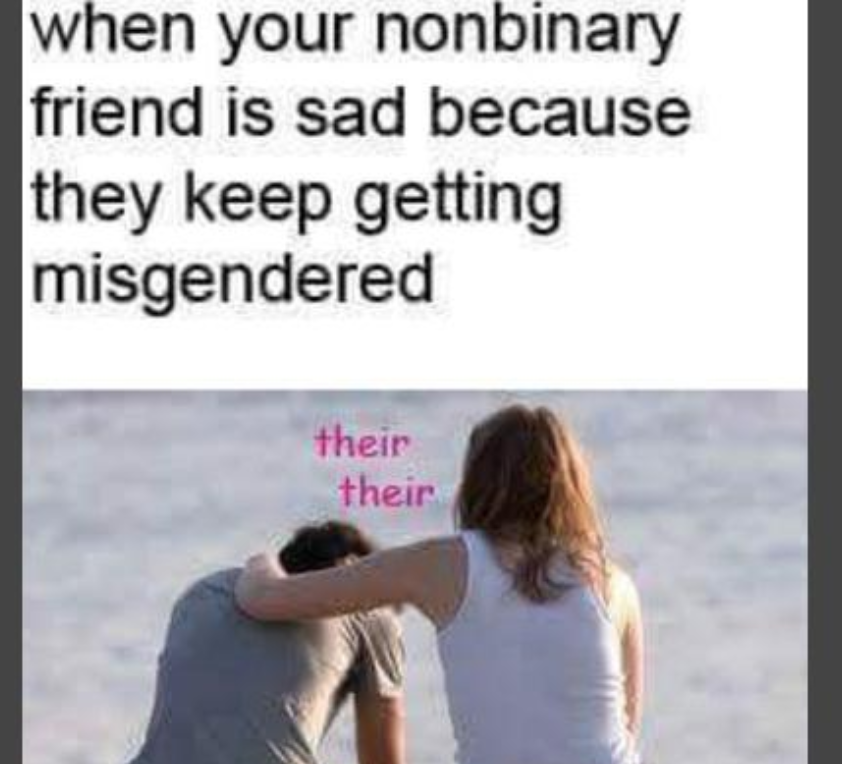 when your nonbinary
friend is sad because
they keep getting
misgendered
their
their